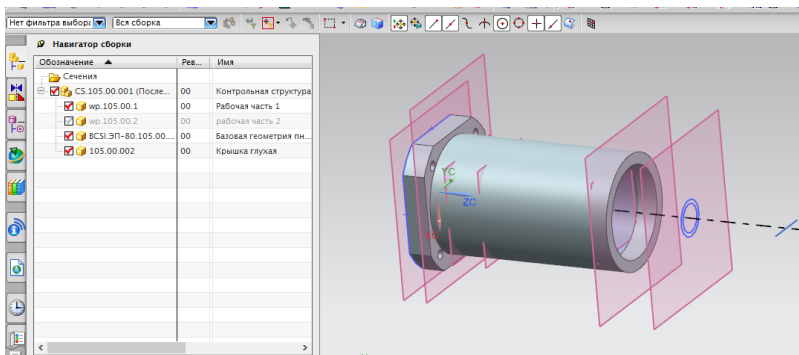 Нет фильтра выбор: Вся сборка
Навигатор сборки
Обозначение Рев... Имя
Сечения
CS.105.00.001 (После... 00 Контрольная структура
wp.105.00.1 00 Рабочая часть 1
wp.105.00.2 00 рабочая часть 2
BCSI.ЭП-80.105.00.... 00 Базовая геометрия пн...
105.00.002 00 Крышка глухая
YC
ZC
XC